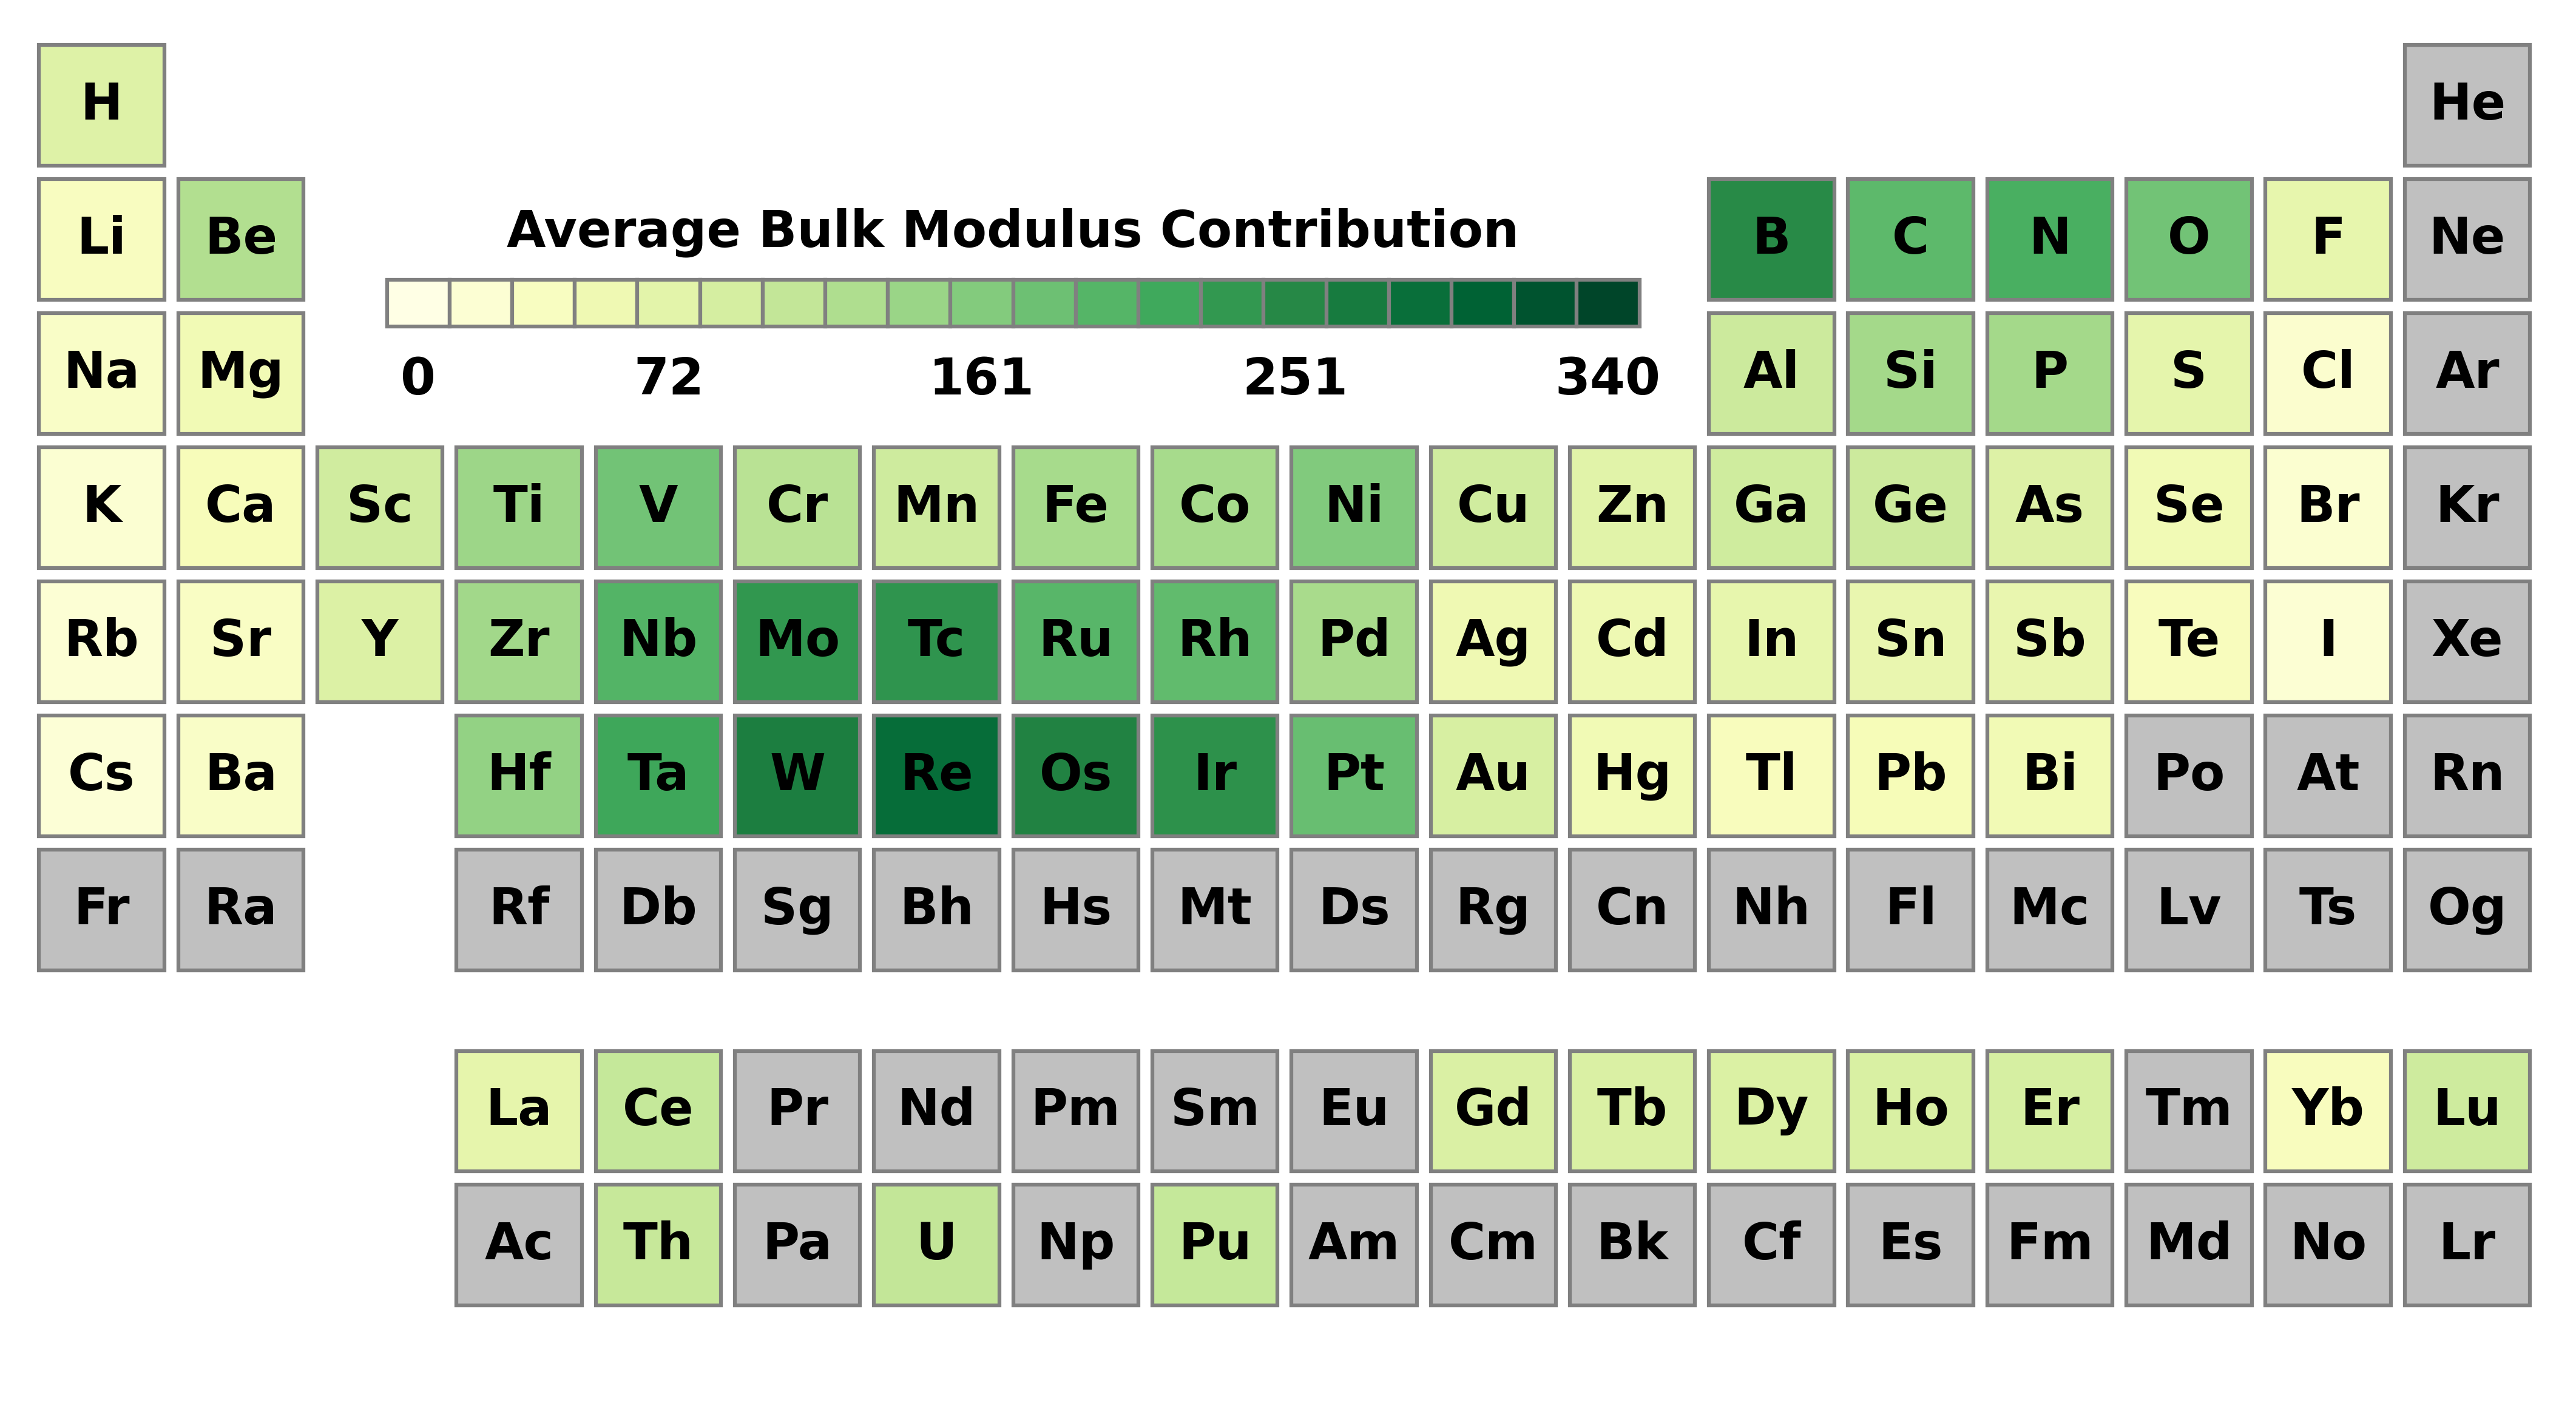 H He
Li Be B C N O F Ne
Average Bulk Modulus Contribution
Na Mg Al Si P S Cl Ar
0 72 161 251 340
K Ca Sc Ti V Cr Mn Fe Co Ni Cu Zn Ga Ge As Se Br Kr
Rb Sr Y Zr Nb Mo Tc Ru Rh Pd Ag Cd In Sn Sb Te I Xe
Cs Ba Hf Ta W Re Os Ir Pt Au Hg Tl Pb Bi Po At Rn
Fr Ra Rf Db Sg Bh Hs Mt Ds Rg Cn Nh Fl Mc Lv Ts Og
La Ce Pr Nd Pm Sm Eu Gd Tb Dy Ho Er Tm Yb Lu
Ac Th Pa U Np Pu Am Cm Bk Cf Es Fm Md No Lr